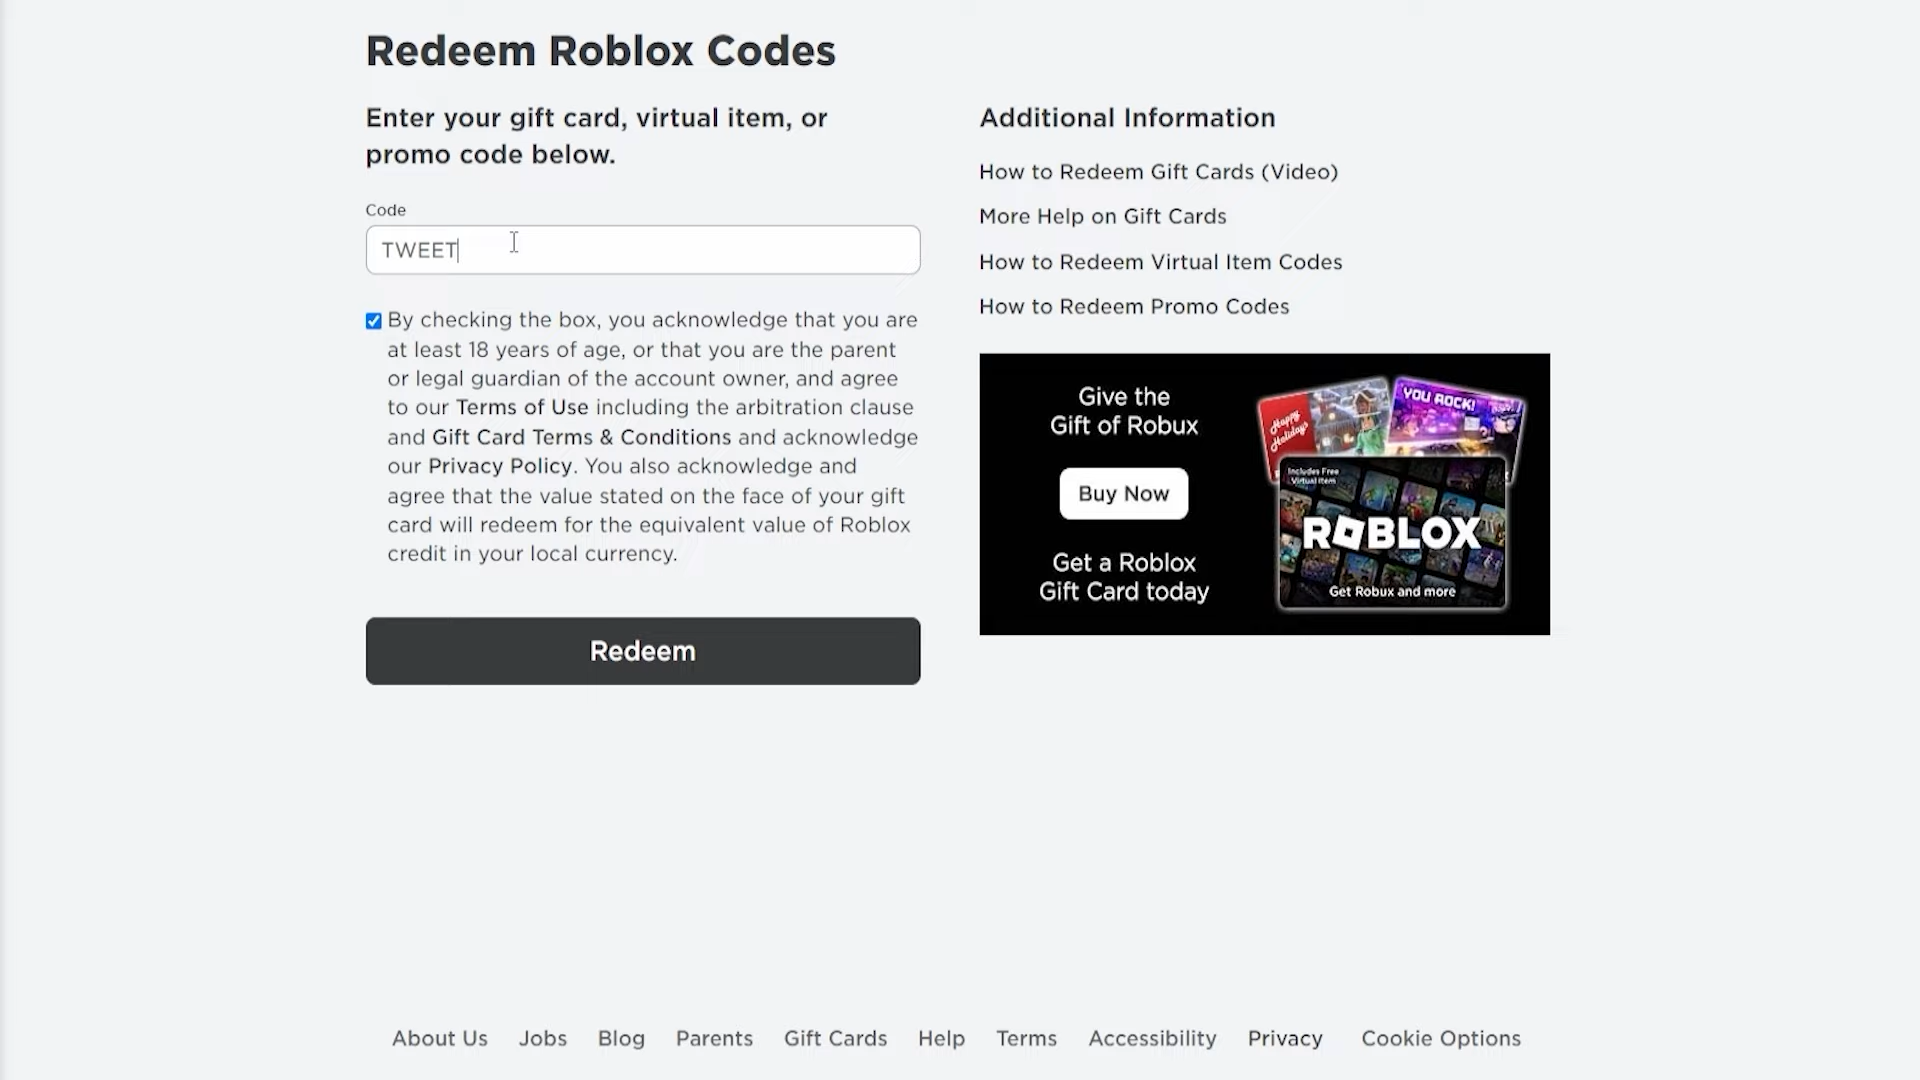 Redeem Roblox Codes
Enter your gift card, virtual item, or
promo code below.
Code
TWEET
By checking the box, you acknowledge that you are
at least 18 years of age, or that you are the parent
or legal guardian of the account owner, and agree
to our Terms of Use including the arbitration clause
and Gift Card Terms & Conditions and acknowledge
our Privacy Policy. You also acknowledge and
agree that the value stated on the face of your gift
card will redeem for the equivalent value of Roblox
credit in your local currency.
Redeem
Additional Information
How to Redeem Gift Cards (Video)
More Help on Gift Cards
How to Redeem Virtual Item Codes
How to Redeem Promo Codes
Give the
Gift of Robux
Buy Now
Get a Roblox
Gift Card today
Happy
Holidays
YOU ROCK!
Includes Free
Virtual Item
ROBLOX
Get Robux and more
About Us Jobs Blog Parents Gift Cards Help Terms Accessibility Privacy Cookie Options